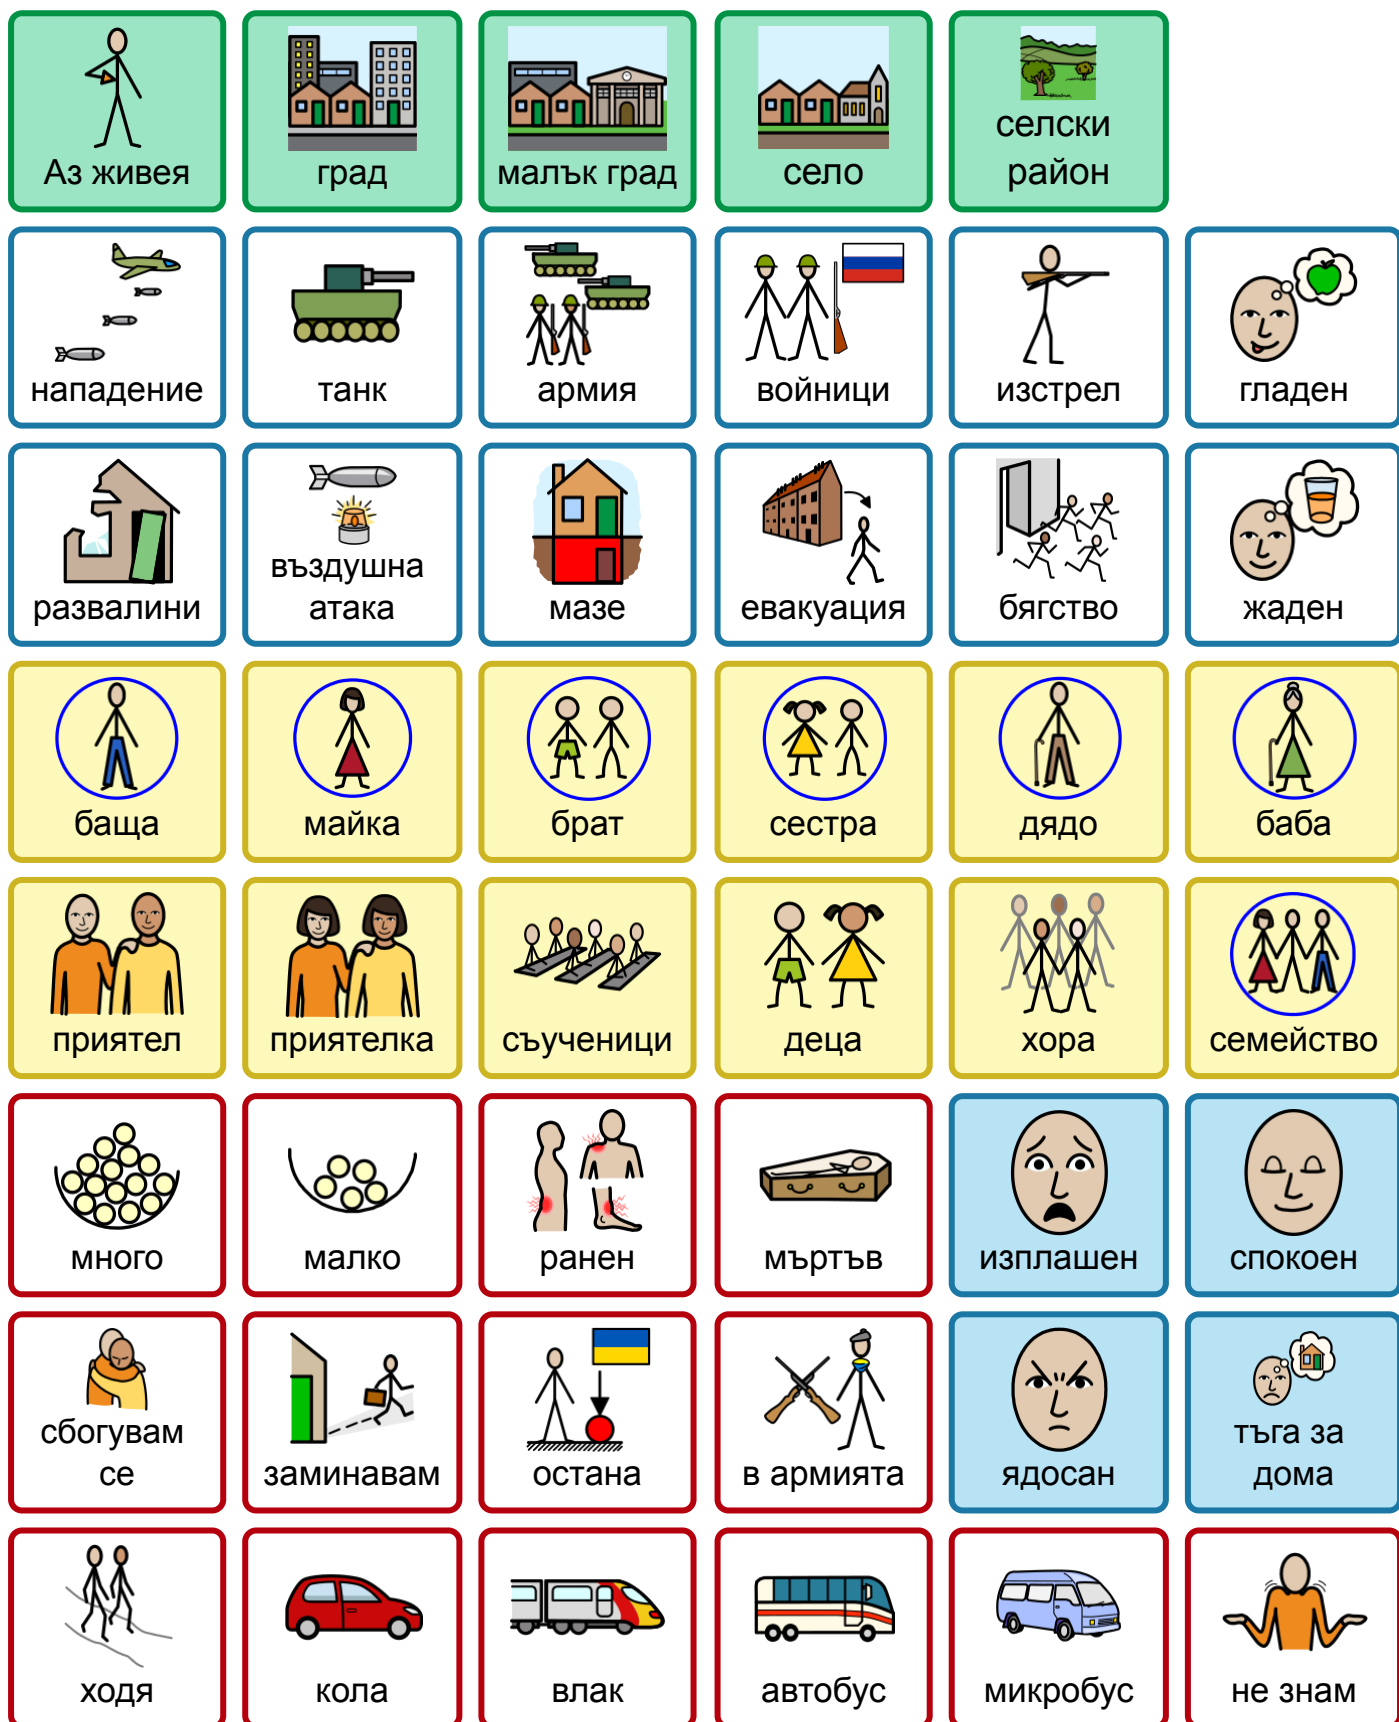 Аз живея
град
малък град
село
селски
район
нападение
танк
армия
войници
изстрел
гладен
развалини
въздушна
атака
мазе
евакуация
бягство
жаден
баща
майка
брат
сестра
дядо
баба
приятел
приятелка
съученици
деца
хора
семейство
много
малко
ранен
мъртъв
изплашен
спокоен
сбогувам
се
заминавам
остана
в армията
ядосан
тъга за
дома
ходя
кола
влак
автобус
микробус
не знам